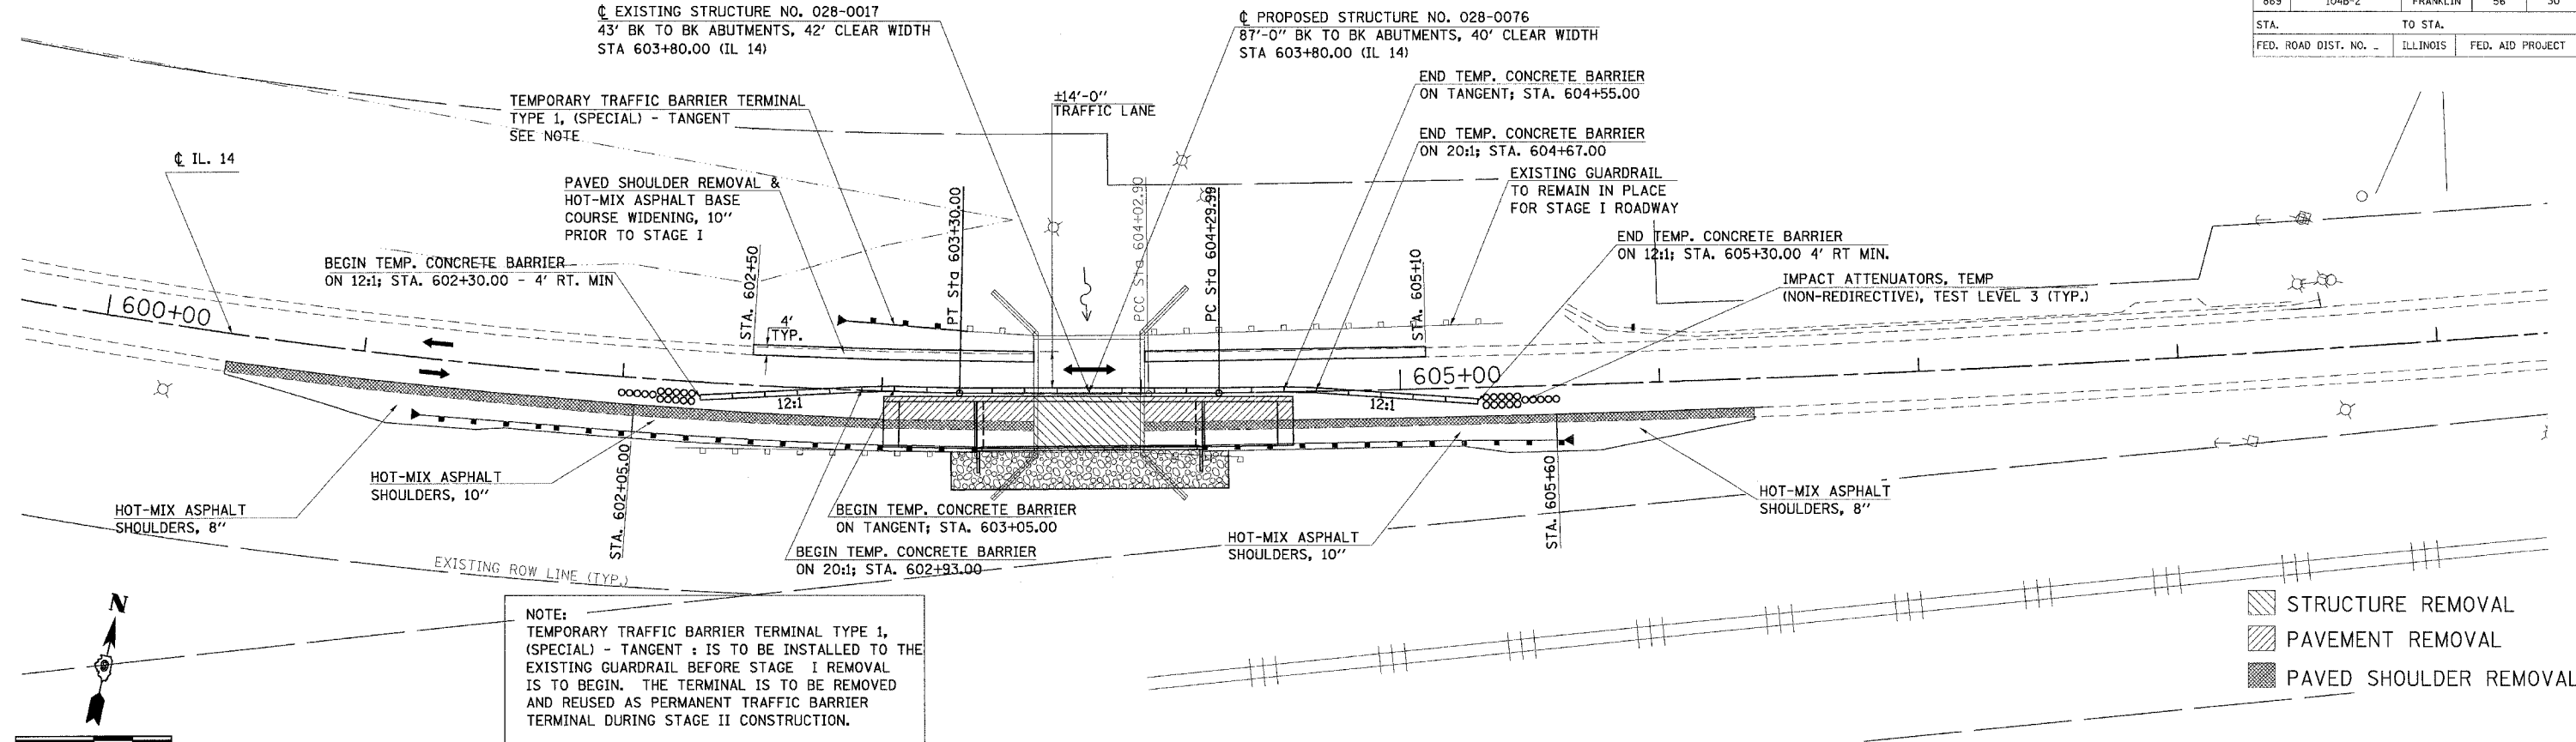 ℄ EXISTING STRUCTURE NO. 028-0017
43' BK TO BK ABUTMENTS, 42' CLEAR WIDTH
STA 603+80.00 (IL 14)
℄ PROPOSED STRUCTURE NO. 028-0076
87'-0" BK TO BK ABUTMENTS, 40' CLEAR WIDTH
STA 603+80.00 (IL 14)
869 104B-2 FRANKLIN 56 30
STA. TO STA.
FED. ROAD DIST. NO. _ ILLINOIS FED. AID PROJECT
END TEMP. CONCRETE BARRIER
ON TANGENT; STA. 604+55.00
TEMPORARY TRAFFIC BARRIER TERMINAL
TYPE 1, (SPECIAL) - TANGENT
SEE NOTE
±14'-0"
TRAFFIC LANE
END TEMP. CONCRETE BARRIER
ON 20:1; STA. 604+67.00
℄ IL. 14
PAVED SHOULDER REMOVAL &
HOT-MIX ASPHALT BASE
COURSE WIDENING, 10"
PRIOR TO STAGE I
EXISTING GUARDRAIL
TO REMAIN IN PLACE
FOR STAGE I ROADWAY
BEGIN TEMP. CONCRETE BARRIER
ON 12:1; STA. 602+30.00 - 4' RT. MIN
END TEMP. CONCRETE BARRIER
ON 12:1; STA. 605+30.00 4' RT MIN.
IMPACT ATTENUATORS, TEMP
(NON-REDIRECTIVE), TEST LEVEL 3 (TYP.)
STA. 602+50
PT Sta 603+30.00
PCC Sta 604+02.90
PC Sta 604+29.99
STA. 605+10
4'
TYP.
600+00
605+00
12:1
12:1
HOT-MIX ASPHALT
SHOULDERS, 8"
HOT-MIX ASPHALT
SHOULDERS, 10"
STA. 602+05.00
BEGIN TEMP. CONCRETE BARRIER
ON TANGENT; STA. 603+05.00
BEGIN TEMP. CONCRETE BARRIER
ON 20:1; STA. 602+93.00
HOT-MIX ASPHALT
SHOULDERS, 10"
STA. 605+60
HOT-MIX ASPHALT
SHOULDERS, 8"
EXISTING ROW LINE (TYP.)
N
NOTE:
TEMPORARY TRAFFIC BARRIER TERMINAL TYPE 1,
(SPECIAL) - TANGENT : IS TO BE INSTALLED TO THE
EXISTING GUARDRAIL BEFORE STAGE I REMOVAL
IS TO BEGIN. THE TERMINAL IS TO BE REMOVED
AND REUSED AS PERMANENT TRAFFIC BARRIER
TERMINAL DURING STAGE II CONSTRUCTION.
STRUCTURE REMOVAL
PAVEMENT REMOVAL
PAVED SHOULDER REMOVAL